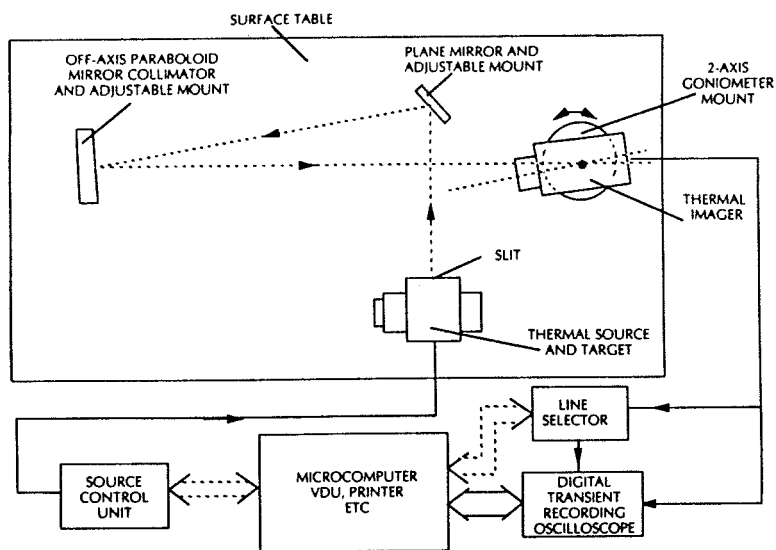 SURFACE TABLE
OFF-AXIS PARABOLOID
MIRROR COLLIMATOR
AND ADJUSTABLE MOUNT
PLANE MIRROR AND
ADJUSTABLE MOUNT
2-AXIS
GONIOMETER
MOUNT
THERMAL
IMAGER
SLIT
THERMAL SOURCE
AND TARGET
LINE
SELECTOR
SOURCE
CONTROL
UNIT
MICROCOMPUTER
VDU, PRINTER
ETC
DIGITAL
TRANSIENT
RECORDING
OSCILLOSCOPE